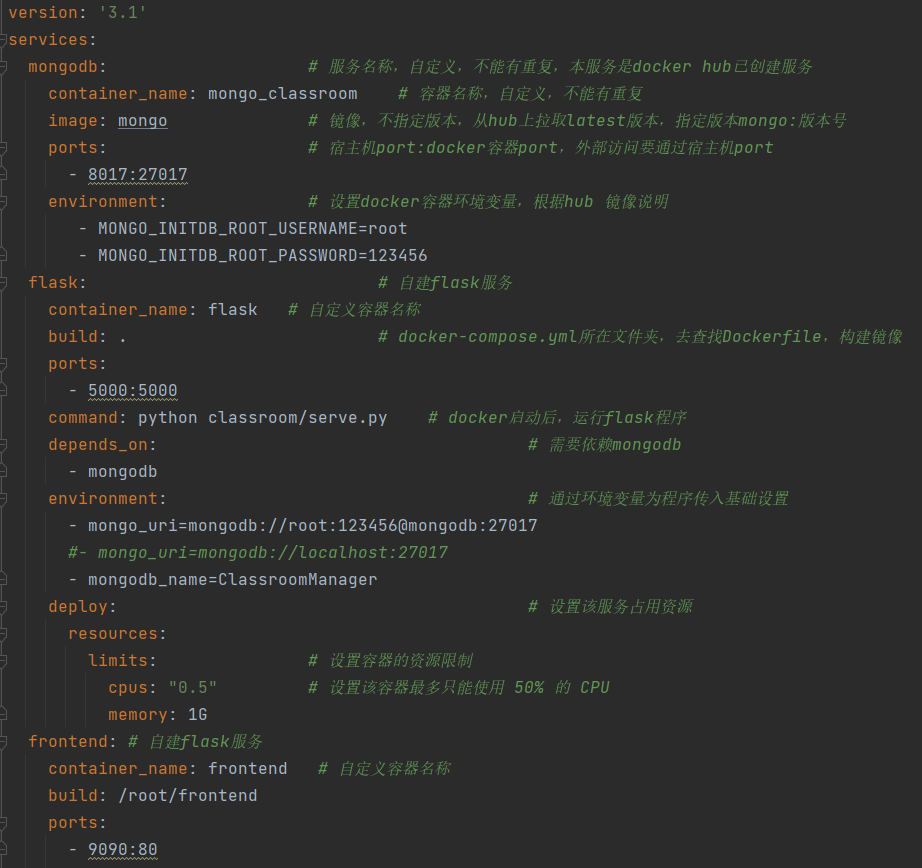 version: '3.1'
services:
  mongodb:                    # 服务名称，自定义，不能有重复，本服务是docker hub已创建服务
    container_name: mongo_classroom    # 容器名称，自定义，不能有重复
    image: mongo              # 镜像，不指定版本，从hub上拉取latest版本，指定版本mongo:版本号
    ports:                    # 宿主机port:docker容器port，外部访问要通过宿主机port
      - 8017:27017
    environment:              # 设置docker容器环境变量，根据hub 镜像说明
       - MONGO_INITDB_ROOT_USERNAME=root
       - MONGO_INITDB_ROOT_PASSWORD=123456
  flask:                             # 自建flask服务
    container_name: flask   # 自定义容器名称
    build: .                         # docker-compose.yml所在文件夹，去查找Dockerfile，构建镜像
    ports:
      - 5000:5000
    command: python classroom/serve.py    # docker启动后，运行flask程序
    depends_on:                                     # 需要依赖mongodb
      - mongodb
    environment:                                    # 通过环境变量为程序传入基础设置
      - mongo_uri=mongodb://root:123456@mongodb:27017
      #- mongo_uri=mongodb://localhost:27017
      - mongodb_name=ClassroomManager
    deploy:                                         # 设置该服务占用资源
      resources:
        limits:               # 设置容器的资源限制
          cpus: "0.5"         # 设置该容器最多只能使用 50% 的 CPU
          memory: 1G
  frontend: # 自建flask服务
    container_name: frontend   # 自定义容器名称
    build: /root/frontend
    ports:
      - 9090:80